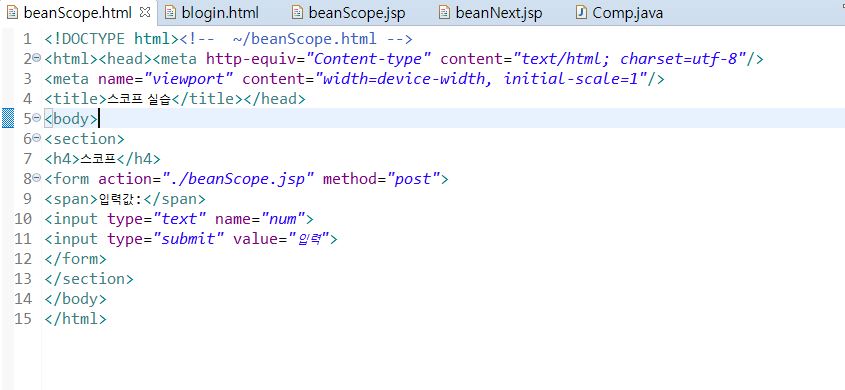 beanScope.html blogin.html beanScope.jsp beanNext.jsp Comp.java
1 <!DOCTYPE html><!--  ~/beanScope.html -->
2 <html><head><meta http-equiv="Content-type" content="text/html; charset=utf-8"/>
3 <meta name="viewport" content="width=device-width, initial-scale=1"/>
4 <title>스코프 실습</title></head>
5 <body>
6 <section>
7 <h4>스코프</h4>
8 <form action="./beanScope.jsp" method="post">
9 <span>입력값:</span>
10 <input type="text" name="num">
11 <input type="submit" value="입력">
12 </form>
13 </section>
14 </body>
15 </html>